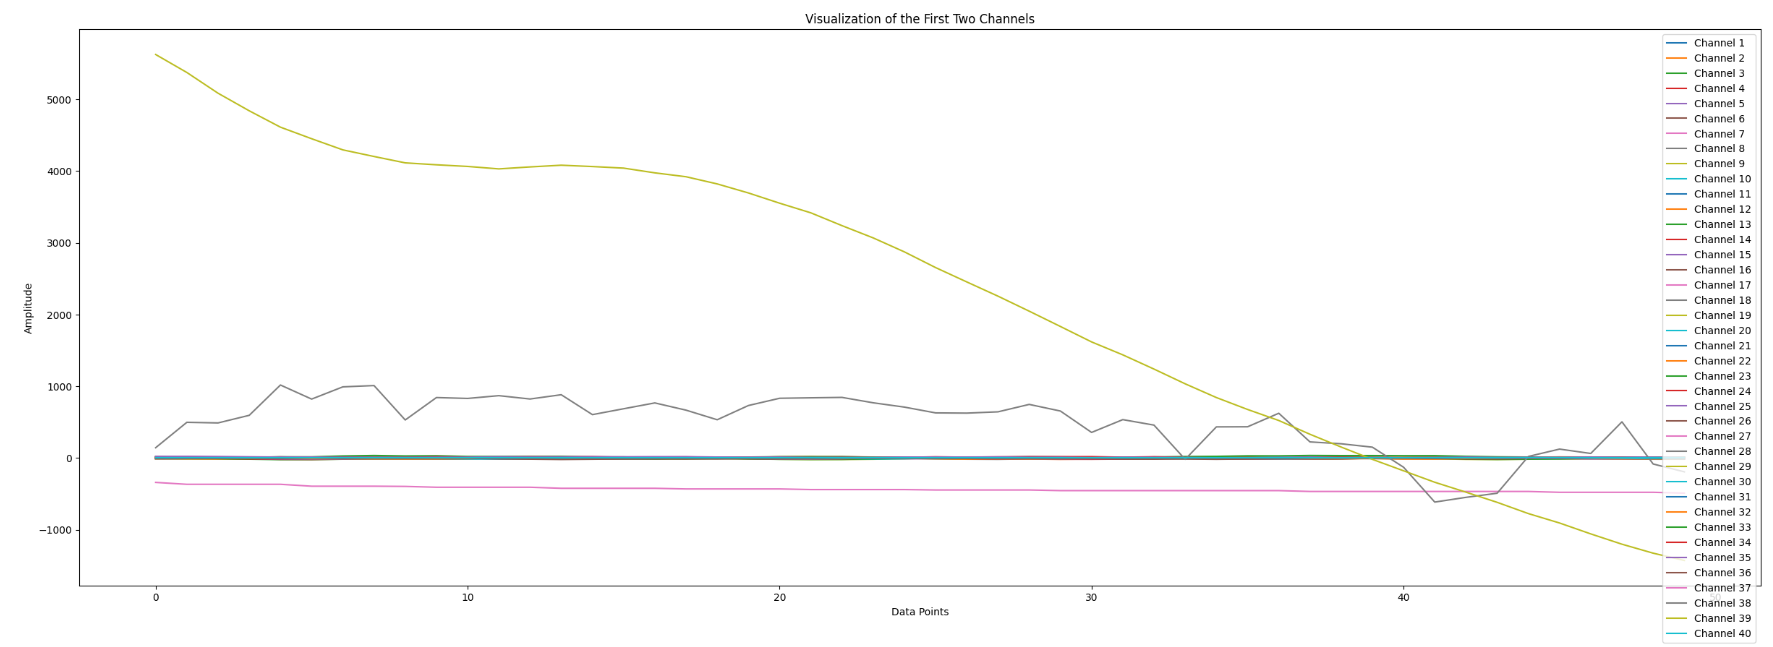 Visualization of the First Two Channels
Amplitude
5000
4000
3000
2000
1000
0
−1000
0
10
20
30
40
50
Data Points
Channel 1
Channel 2
Channel 3
Channel 4
Channel 5
Channel 6
Channel 7
Channel 8
Channel 9
Channel 10
Channel 11
Channel 12
Channel 13
Channel 14
Channel 15
Channel 16
Channel 17
Channel 18
Channel 19
Channel 20
Channel 21
Channel 22
Channel 23
Channel 24
Channel 25
Channel 26
Channel 27
Channel 28
Channel 29
Channel 30
Channel 31
Channel 32
Channel 33
Channel 34
Channel 35
Channel 36
Channel 37
Channel 38
Channel 39
Channel 40